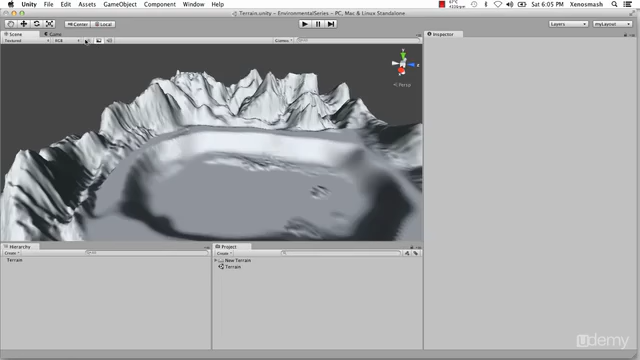 Unity File Edit Assets GameObject Component Window Help
67°C
Sat 6:05 PM Xenosmash
Terrain.unity - EnvironmentalSeries - PC, Mac & Linux Standalone
Center Local
Layers myLayout
Scene Game
Inspector
Textured RGB
Gizmos
y
Persp
Hierarchy
Create
Terrain
Project
Create
New Terrain
Terrain
udemy